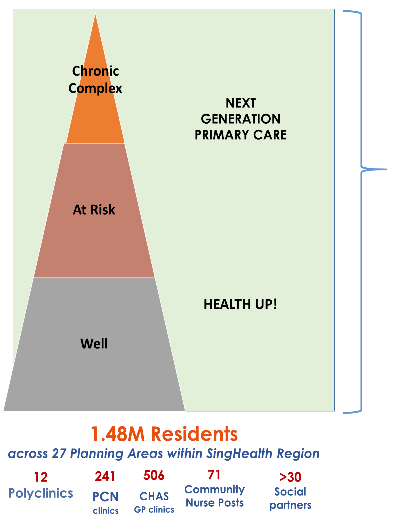 Chronic
Complex
NEXT
GENERATION
PRIMARY CARE
At Risk
HEALTH UP!
Well
1.48M Residents
across 27 Planning Areas within SingHealth Region
12
Polyclinics
241
PCN
clinics
506
CHAS
GP clinics
71
Community
Nurse Posts
>30
Social
partners